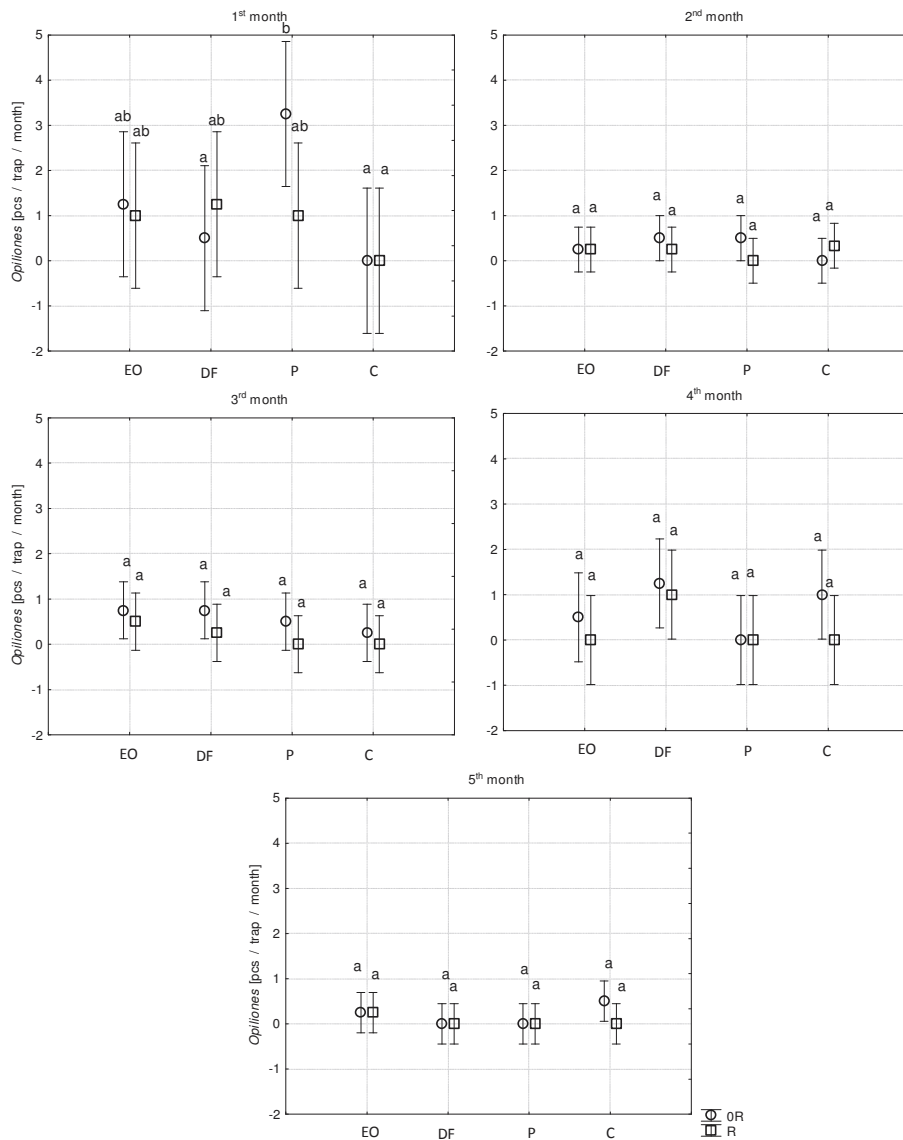 1st month
Opiliones [pcs / trap / month]
5
4
3
2
1
0
-1
-2
ab
ab
a
ab
b
ab
a
a
EO
DF
P
C
2nd month
5
4
3
2
1
0
-1
-2
a
a
a
a
a
a
a
a
EO
DF
P
C
3rd month
Opiliones [pcs / trap / month]
5
4
3
2
1
0
-1
-2
a
a
a
a
a
a
a
a
EO
DF
P
C
4th month
5
4
3
2
1
0
-1
-2
a
a
a
a
a
a
a
a
EO
DF
P
C
5th month
Opiliones [pcs / trap / month]
5
4
3
2
1
0
-1
-2
a
a
a
a
a
a
a
a
EO
DF
P
C
0R
R